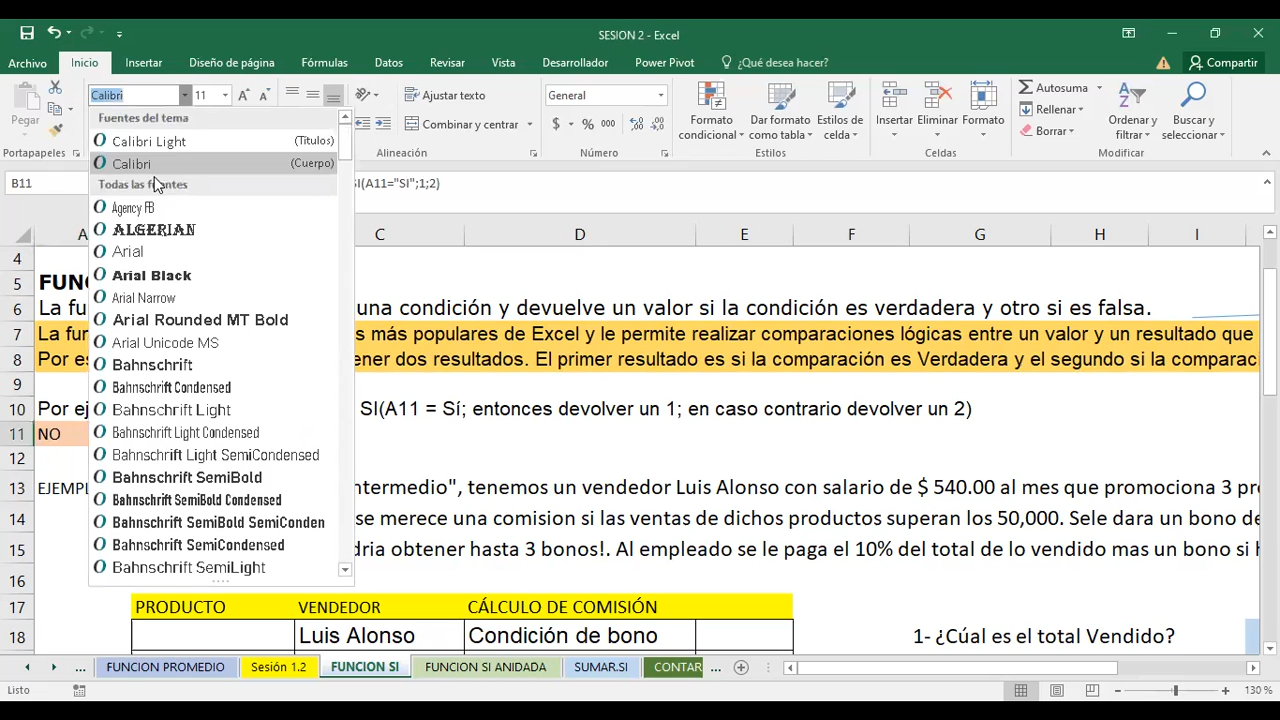 SESION 2 - Excel
Archivo Inicio Insertar Diseño de página Fórmulas Datos Revisar Vista Desarrollador Power Pivot ¿Qué desea hacer? Compartir
Calibri 11
Pegar
Portapapeles
Ajustar texto
Combinar y centrar
Alineación
General
$ % 000
Número
Formato condicional
Dar formato como tabla
Estilos de celda
Estilos
Insertar Eliminar Formato
Celdas
Autosuma
Rellenar
Borrar
Ordenar y filtrar
Buscar y seleccionar
Modificar
Fuentes del tema
Calibri Light (Títulos)
Calibri (Cuerpo)
Todas las fuentes
Agency FB
ALGERIAN
Arial
Arial Black
Arial Narrow
Arial Rounded MT Bold
Arial Unicode MS
Bahnschrift
Bahnschrift Condensed
Bahnschrift Light
Bahnschrift Light Condensed
Bahnschrift Light SemiCondensed
Bahnschrift SemiBold
Bahnschrift SemiBold Condensed
Bahnschrift SemiBold SemiConden
Bahnschrift SemiCondensed
Bahnschrift SemiLight
B11 SI(A11="SI";1;2)
A C D E F G H I
4
5 FUN
6 La fu una condición y devuelve un valor si la condición es verdadera y otro si es falsa.
7 La fu s más populares de Excel y le permite realizar comparaciones lógicas entre un valor y un resultado que
8 Por es ener dos resultados. El primer resultado es si la comparación es Verdadera y el segundo si la comparac
9
10 Por ej SI(A11 = Sí; entonces devolver un 1; en caso contrario devolver un 2)
11 NO
12
13 EJEMPL ntermedio", tenemos un vendedor Luis Alonso con salario de $ 540.00 al mes que promociona 3 pr
14 se merece una comision si las ventas de dichos productos superan los 50,000. Sele dara un bono de
15 dria obtener hasta 3 bonos!. Al empleado se le paga el 10% del total de lo vendido mas un bono si h
16
17 PRODUCTO VENDEDOR CÁLCULO DE COMISIÓN
18 Luis Alonso Condición de bono 1- ¿Cúal es el total Vendido?
... FUNCION PROMEDIO Sesión 1.2 FUNCION SI FUNCION SI ANIDADA SUMAR.SI CONTAR ...
Listo 130 %